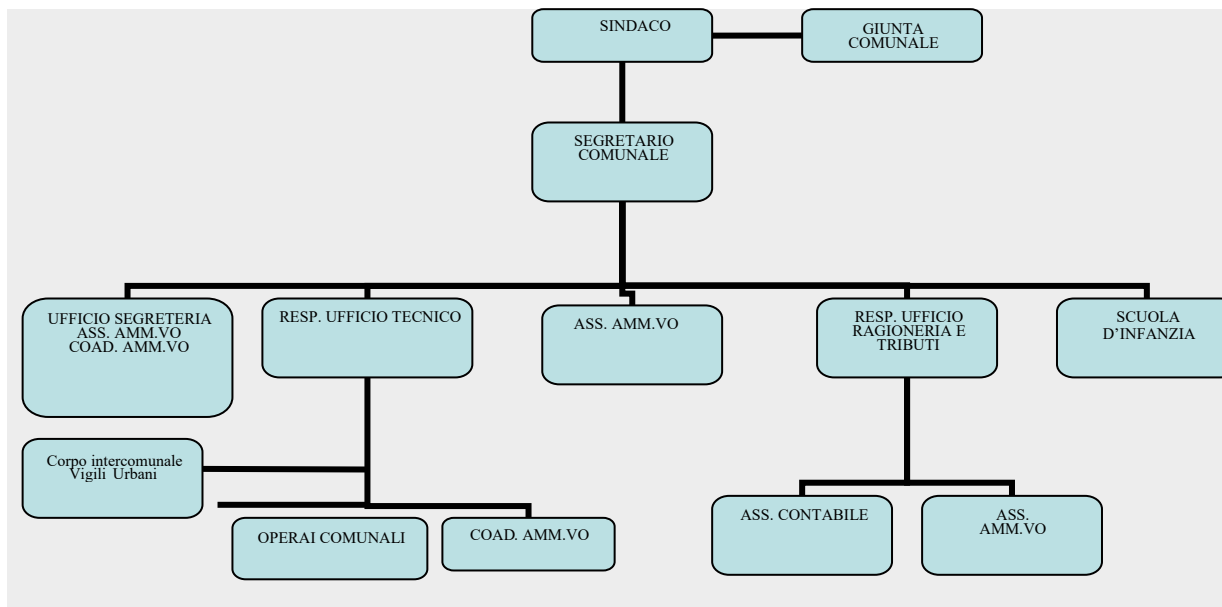 SINDACO
GIUNTA
COMUNALE
SEGRETARIO
COMUNALE
UFFICIO SEGRETERIA
ASS. AMM.VO
COAD. AMM.VO
RESP. UFFICIO TECNICO
ASS. AMM.VO
RESP. UFFICIO
RAGIONERIA E
TRIBUTI
SCUOLA
D’INFANZIA
Corpo intercomunale
Vigili Urbani
OPERAI COMUNALI
COAD. AMM.VO
ASS. CONTABILE
ASS.
AMM.VO